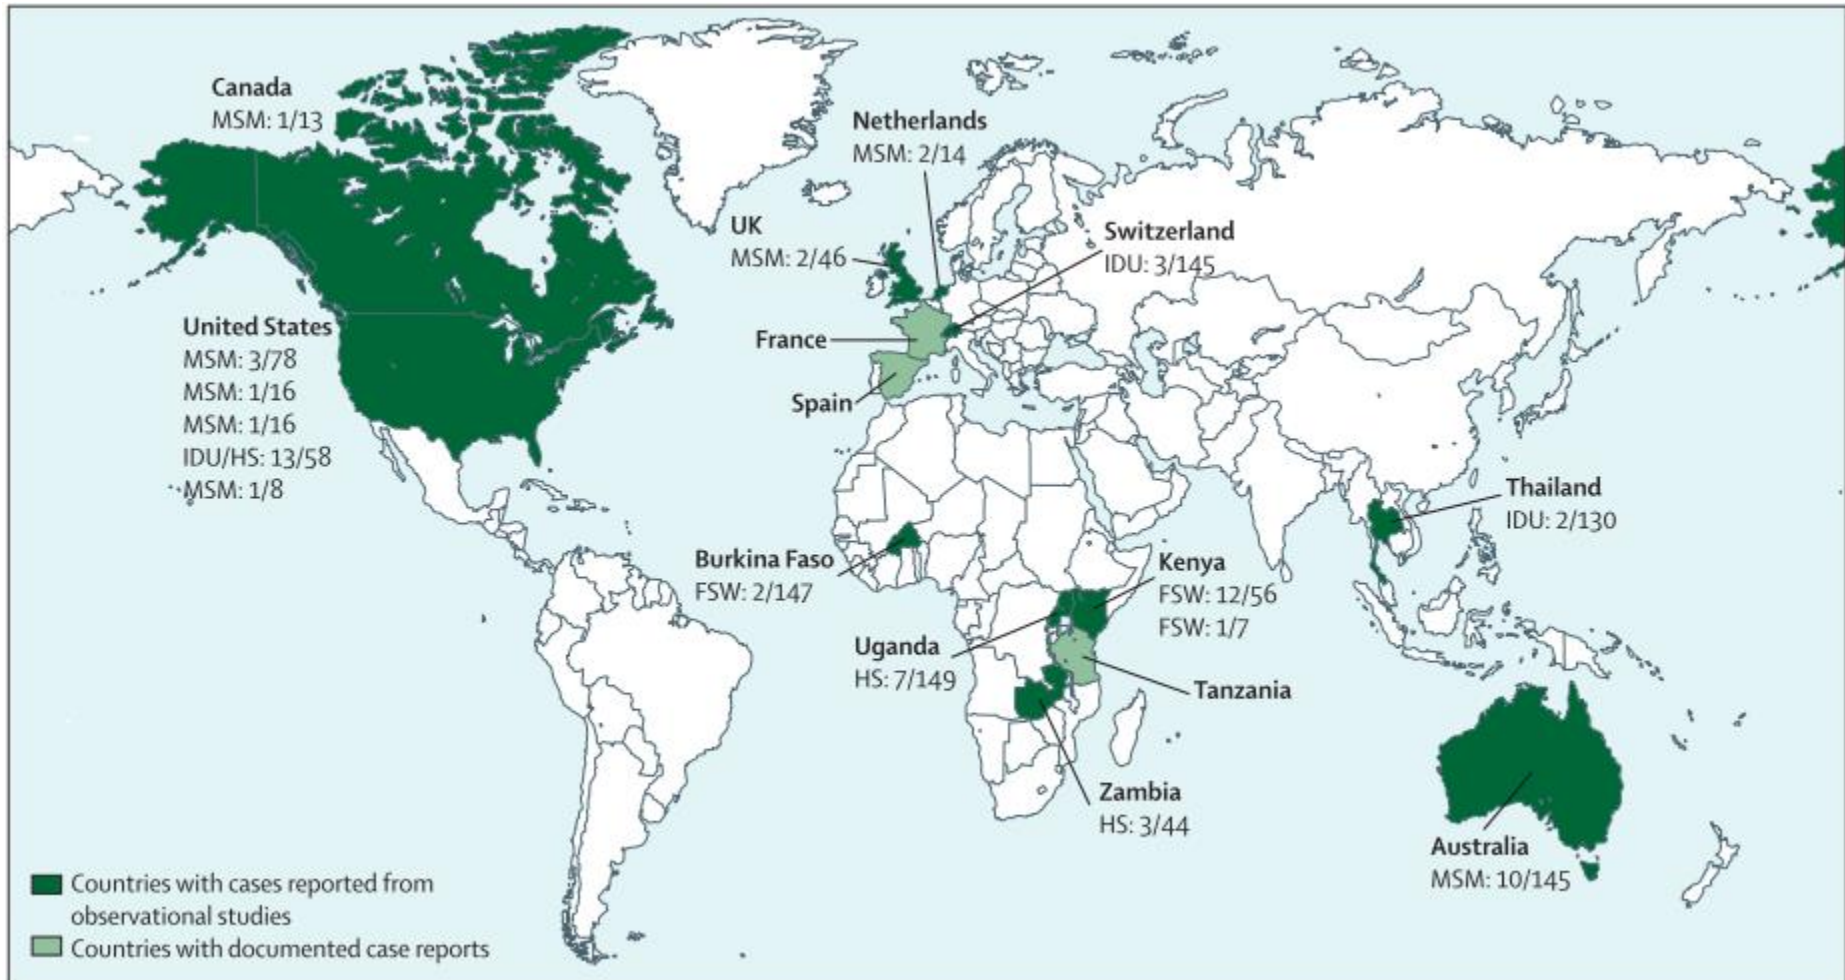 Canada
MSM: 1/13
Netherlands
MSM: 2/14
UK
MSM: 2/46
Switzerland
IDU: 3/145
United States
MSM: 3/78
MSM: 1/16
MSM: 1/16
IDU/HS: 13/58
MSM: 1/8
France
Spain
Thailand
IDU: 2/130
Burkina Faso
FSW: 2/147
Kenya
FSW: 12/56
FSW: 1/7
Uganda
HS: 7/149
Tanzania
Zambia
HS: 3/44
Australia
MSM: 10/145
Countries with cases reported from
observational studies
Countries with documented case reports